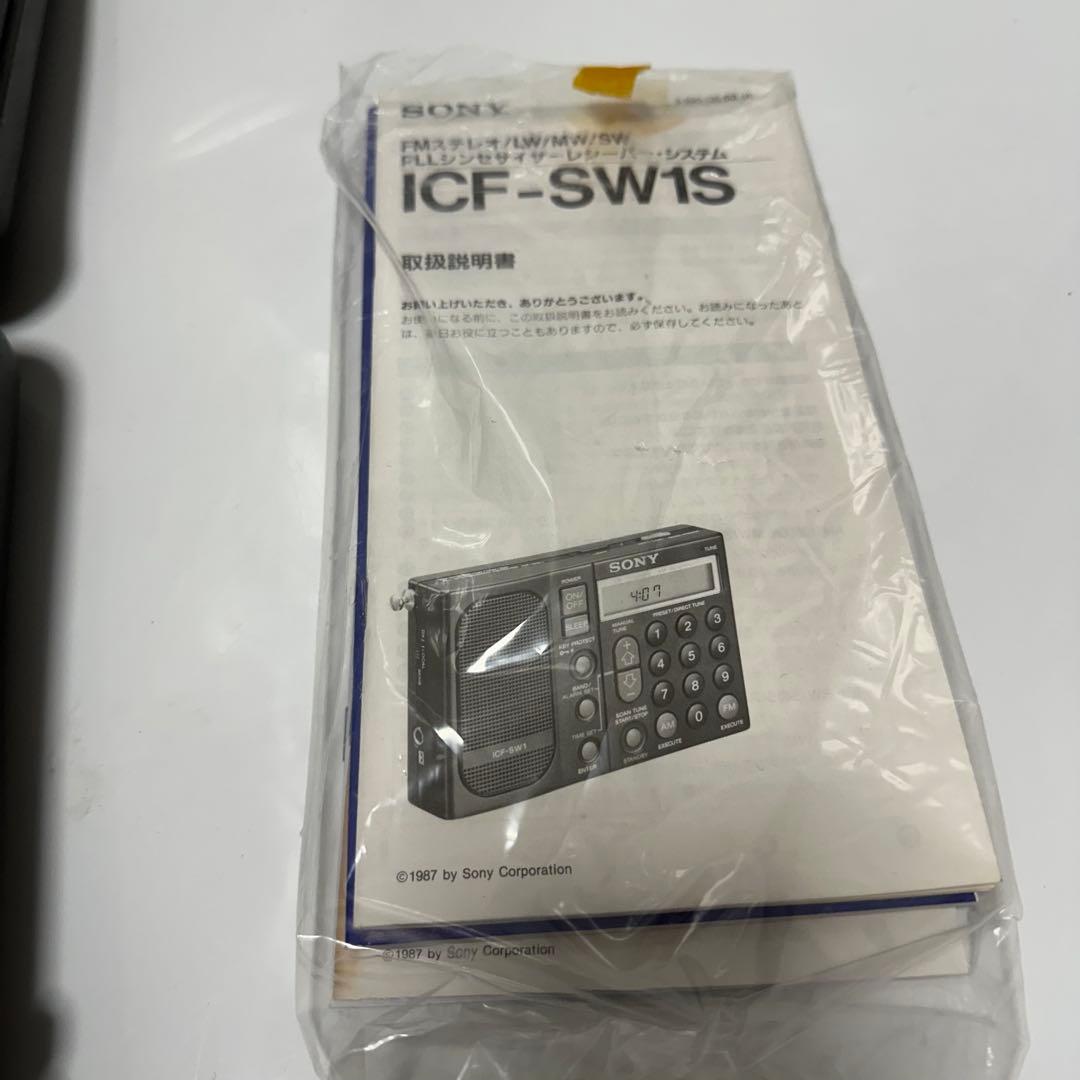 SONY
FMステレオ/LW/MW/SW
PLLシンセサイザーレシーバー・システム
ICF-SW1S
取扱説明書
お買い上げいただき、ありがとうございます。
お使いになる前に、この取扱説明書をお読みください。お読みになったあと
は、後日お役に立つこともありますので、必ず保存してください。
SONY
TUNE
POWER
ON/
OFF
4:07
SLEEP
MANUAL
TUNE
PRESET/DIRECT TUNE
+
1 2 3
KEY PROTECT
4 5 6
−
7 8 9
BAND/
ALARM SET
SCAN TUNE
START/STOP
AM 0 FM
TIME SET
EXECUTE
EXECUTE
STANDBY
ENTER
ICF-SW1
©1987 by Sony Corporation
©1987 by Sony Corporation